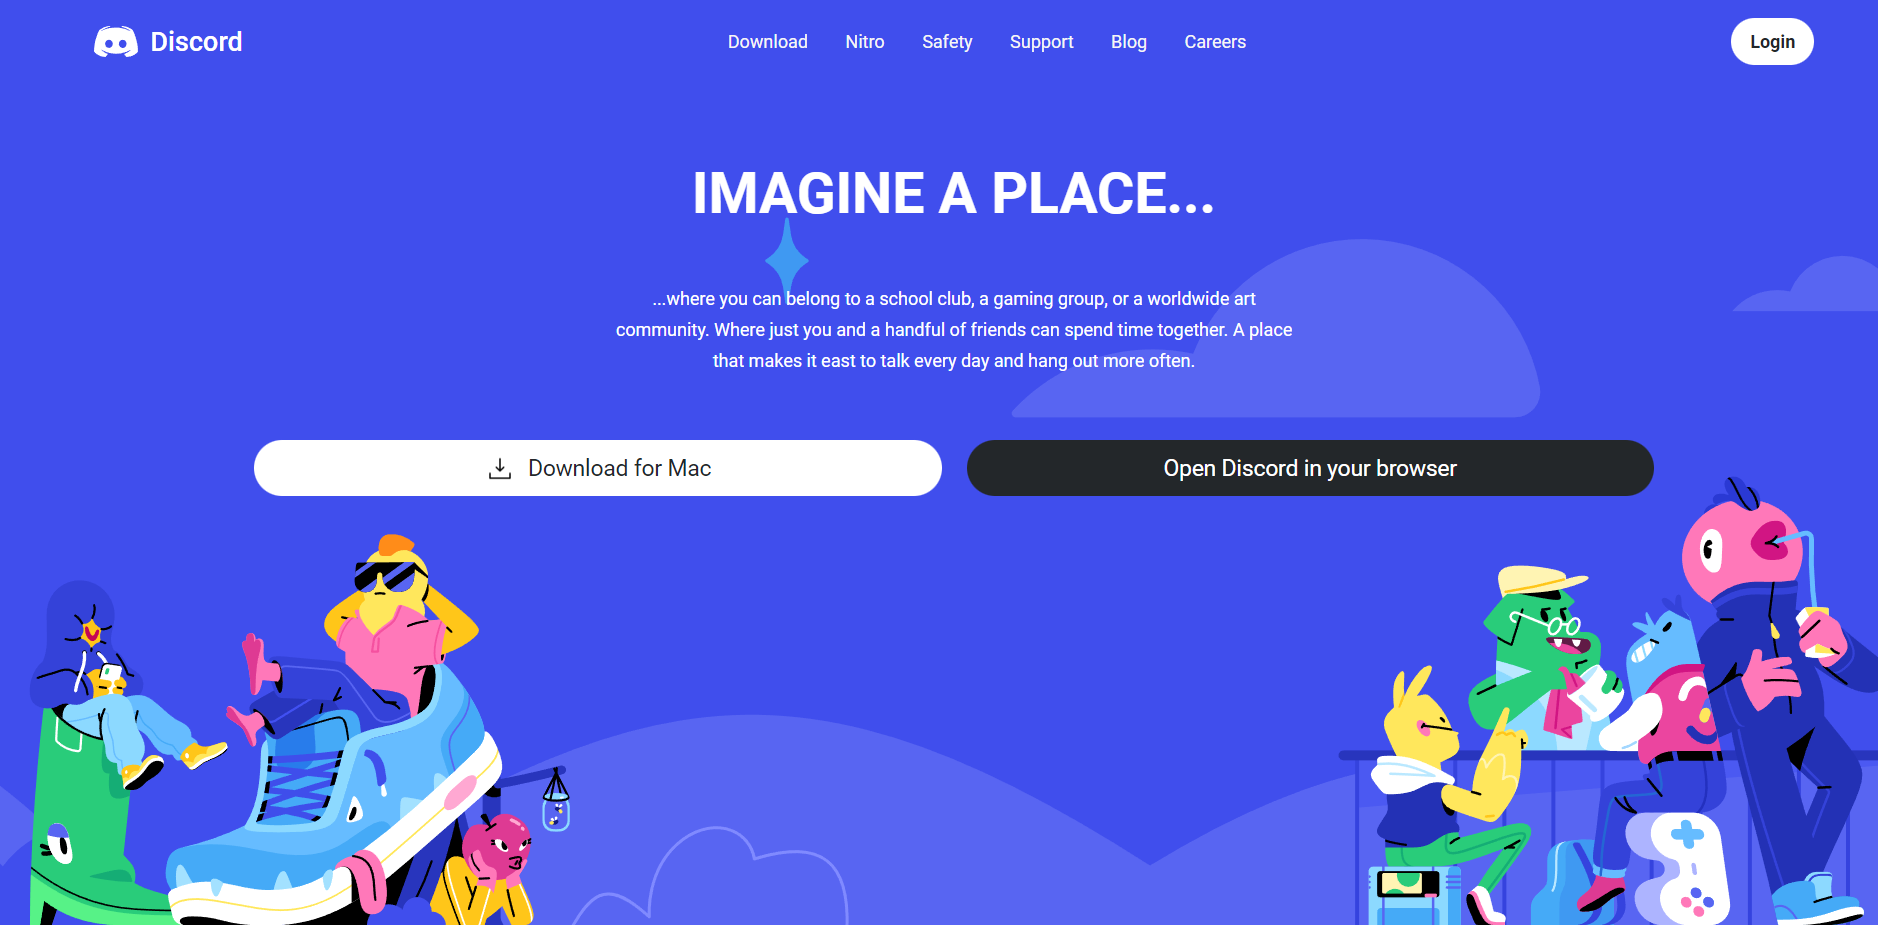 Discord
Download Nitro Safety Support Blog Careers
Login
IMAGINE A PLACE...
...where you can belong to a school club, a gaming group, or a worldwide art
community. Where just you and a handful of friends can spend time together. A place
that makes it east to talk every day and hang out more often.
Download for Mac
Open Discord in your browser